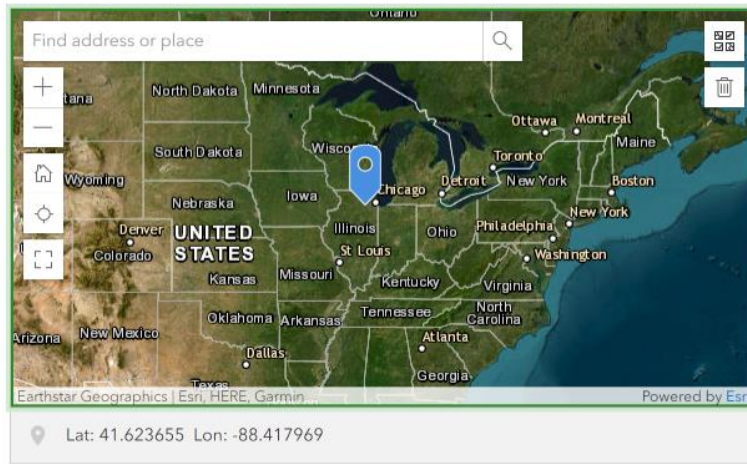 Ontario
Find address or place
tana
North Dakota
Minnesota
Ottawa
Montreal
Maine
South Dakota
Wiscon
Toronto
Wyoming
Chicago
Detroit
New York
Boston
Nebraska
Iowa
Denver
UNITED
STATES
Illinois
Ohio
Philadelphia
New York
Colorado
St Louis
Washington
Kansas
Missouri
Kentucky
Virginia
Oklahoma
Arkansas
Tennessee
North
Carolina
Arizona
New Mexico
Atlanta
Dallas
Georgia
Texas
Earthstar Geographics | Esri, HERE, Garmin
Powered by Esr
Lat: 41.623655 Lon: -88.417969